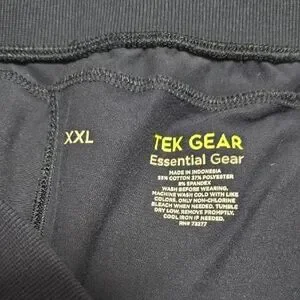 XXL
TEK GEAR
Essential Gear
MADE IN INDONESIA
55% COTTON 37% POLYESTER
8% SPANDEX
WASH BEFORE WEARING.
MACHINE WASH COLD WITH LIKE
COLORS. ONLY NON-CHLORINE
BLEACH WHEN NEEDED. TUMBLE
DRY LOW. REMOVE PROMPTLY.
COOL IRON IF NEEDED.
RN# 73277